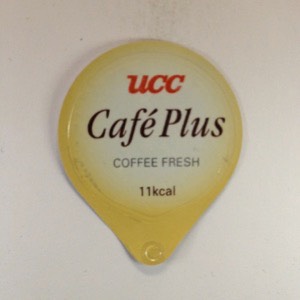 UCC
Café Plus
COFFEE FRESH
11kcal